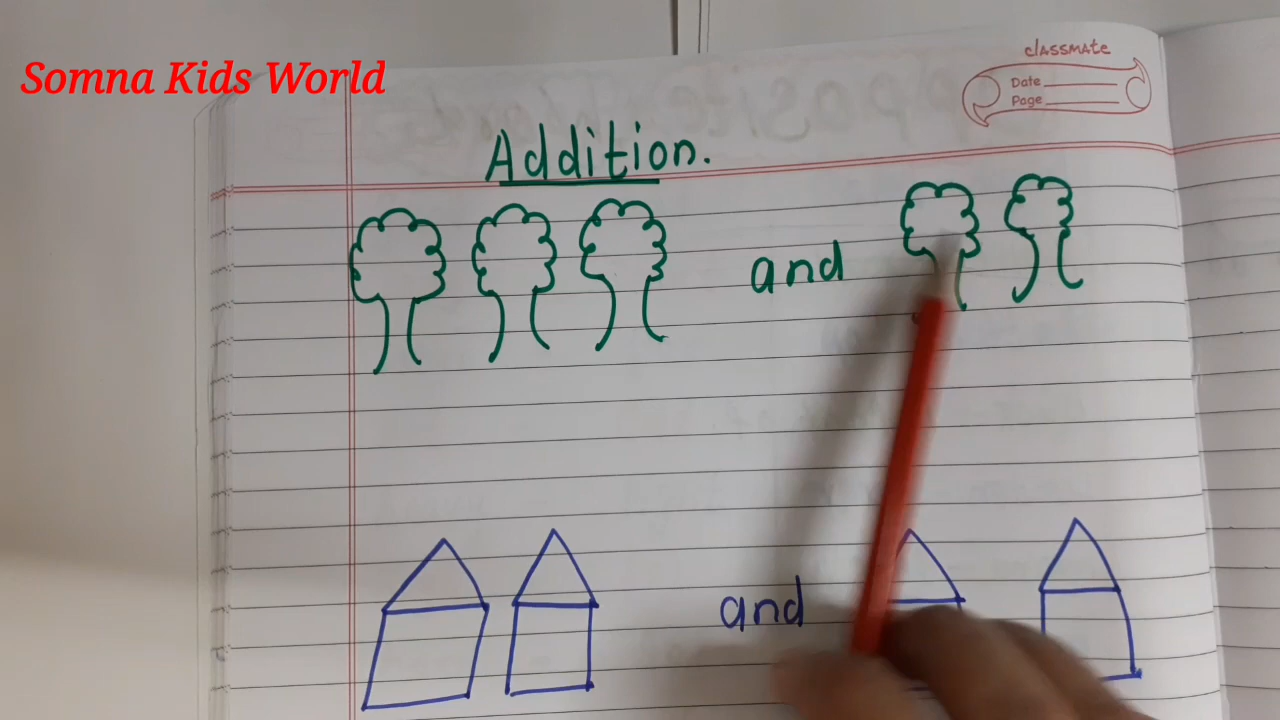 Somna Kids World
classmate
Date
Page
Addition.
and
and